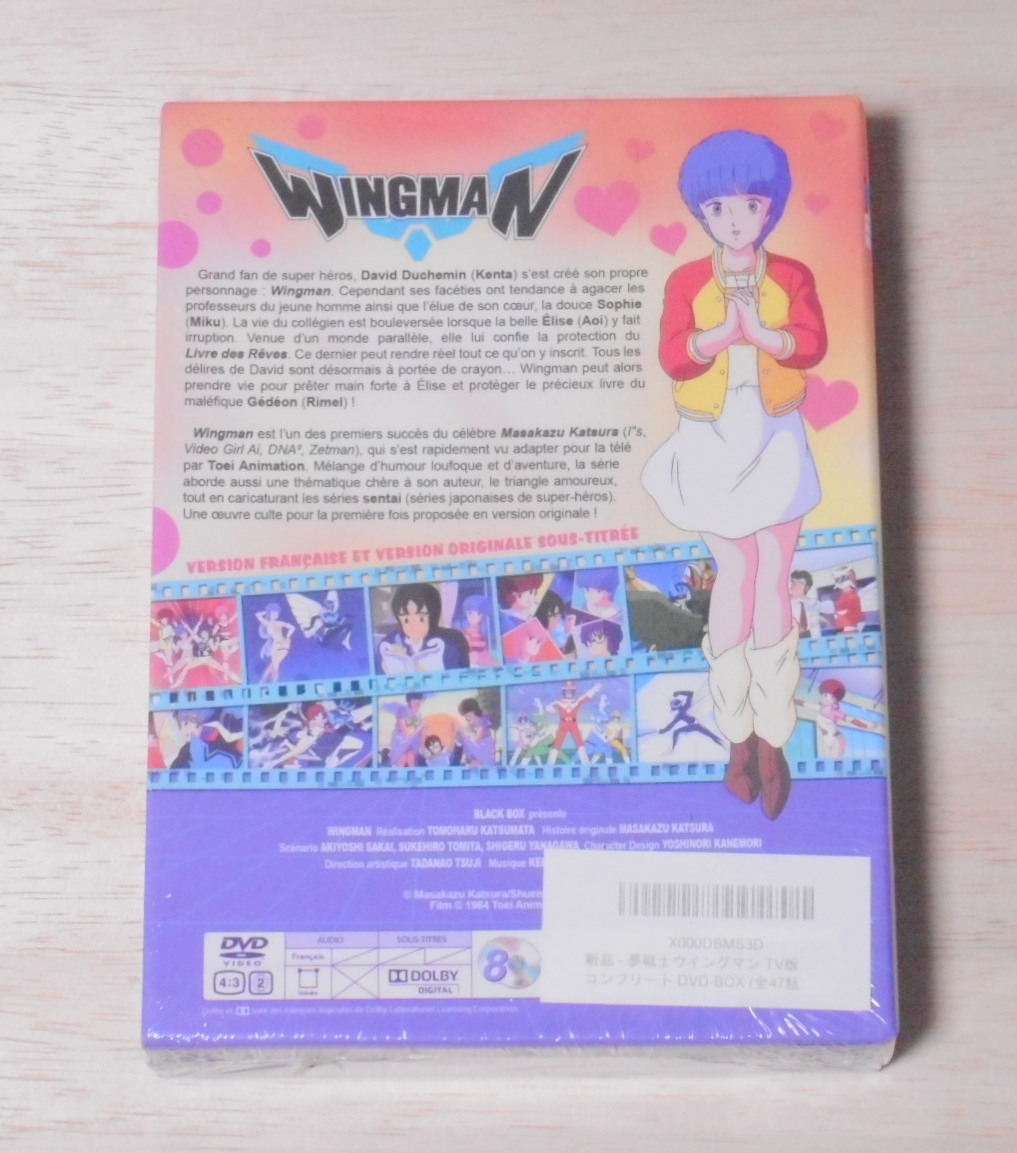 WINGMAN
Grand fan de super héros, David Duchemin (Kenta) s'est créé son propre
personnage : Wingman. Cependant ses facéties ont tendance à agacer les
professeurs du jeune homme ainsi que l'élue de son cœur, la douce Sophie
(Miku). La vie du collégien est bouleversée lorsque la belle Élise (Aoi) y fait
irruption. Venue d'un monde parallèle, elle lui confie la protection du
Livre des Rêves. Ce dernier peut rendre réel tout ce qu'on y inscrit. Tous les
délires de David sont désormais à portée de crayon... Wingman peut alors
prendre vie pour prêter main forte à Élise et protéger le précieux livre du
maléfique Gédéon (Rimel) !
Wingman est l'un des premiers succès du célèbre Masakazu Katsura (I"s,
Video Girl Ai, DNA², Zetman), qui s'est rapidement vu adapter pour la télé
par Toei Animation. Mélange d'humour loufoque et d'aventure, la série
aborde aussi une thématique chère à son auteur, le triangle amoureux,
tout en caricaturant les séries sentai (séries japonaises de super-héros).
Une œuvre culte pour la première fois proposée en version originale !
VERSION FRANÇAISE ET VERSION ORIGINALE SOUS-TITRÉE
BLACK BOX présente
WINGMAN Réalisation TOMOHARU KATSUMATA Histoire originale MASAKAZU KATSURA
Scénario AKIYOSHI SAKAI, SUKEHIRO TOMITA, SHIGERU YANAGAWA Character Design YOSHINORI KANEMORI
Direction artistique TADANAO TSUJI Musique
© Masakazu Katsura/Shueis
Film © 1984 Toei Anim
X000DBMS3D
新品 - 夢戦士ウイングマン TV版
コンプリート DVD-BOX (全47話,
DVD VIDEO
AUDIO SOUS-TITRES
Français
4:3 2
DOLBY DIGITAL
8
Dolby et sont des marques déposées de Dolby Laboratories Licensing Corporation.